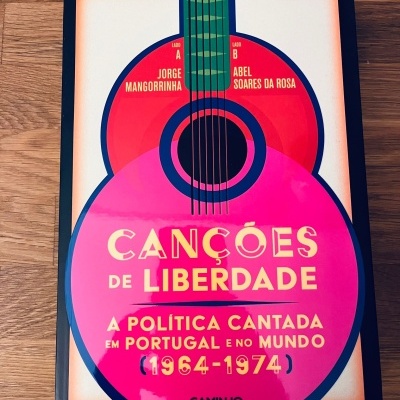 LADO A
JORGE MANGORRINHA
LADO B
ABEL SOARES DA ROSA
CANÇÕES
DE LIBERDADE
A POLÍTICA CANTADA
EM PORTUGAL E NO MUNDO
(1964-1974)